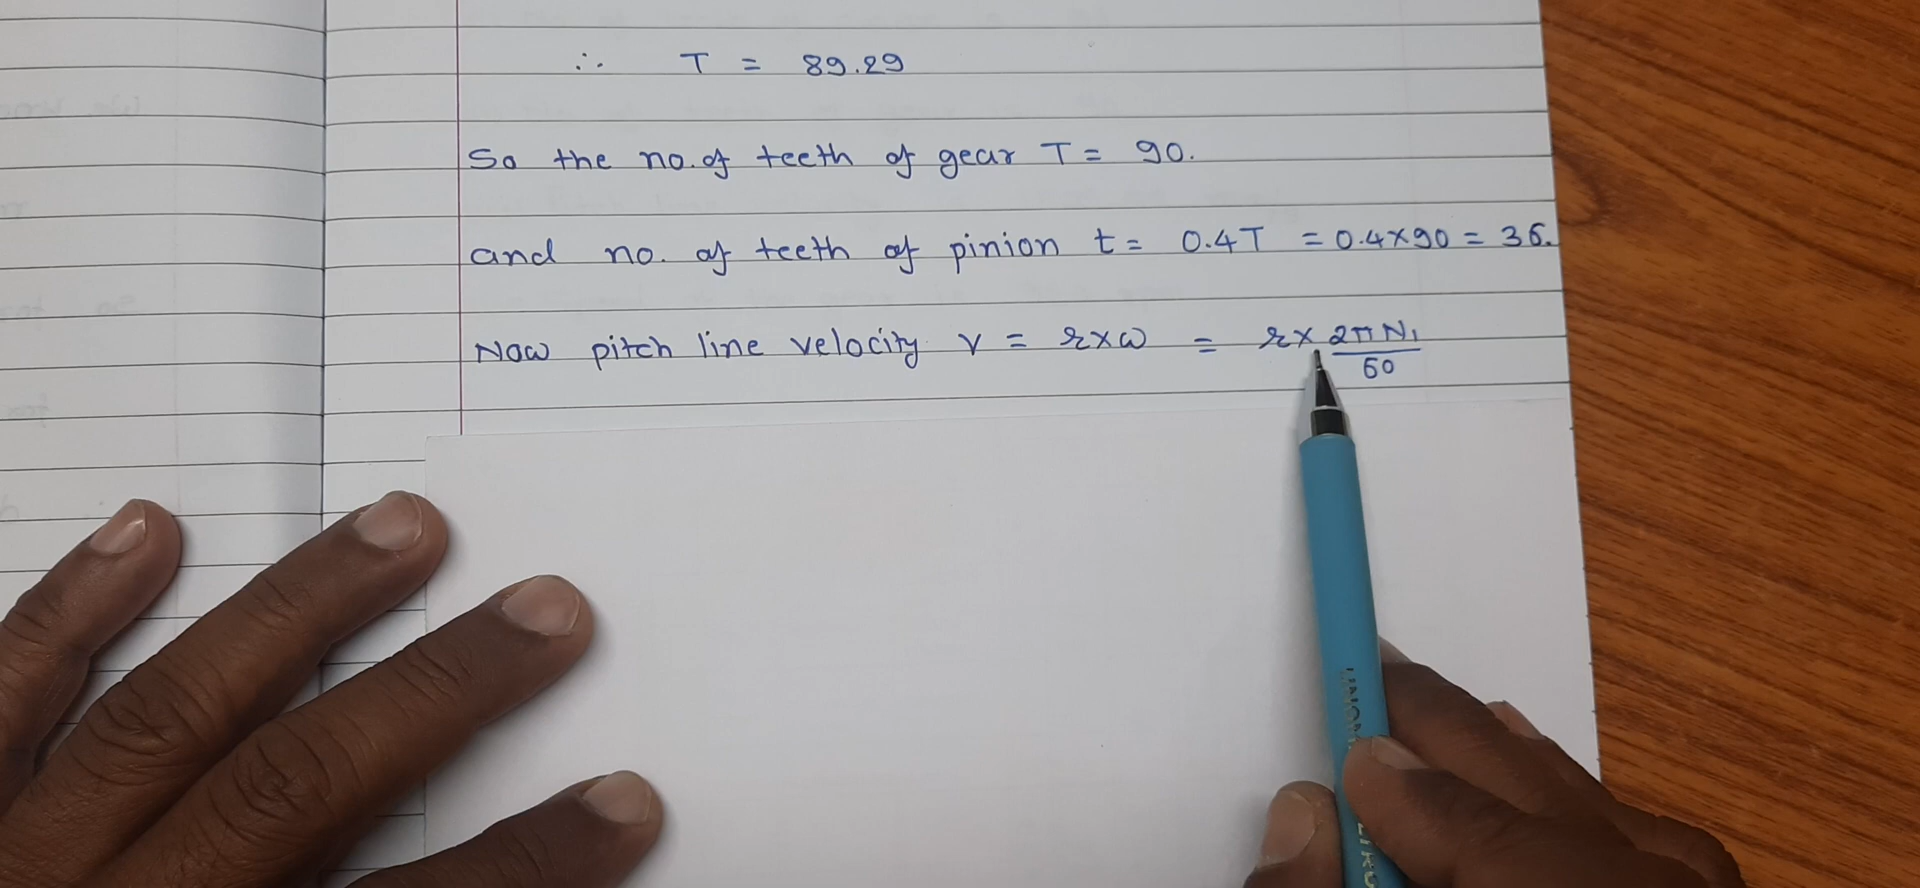 ∴ T = 89.29
So the no. of teeth of gear T = 90.
and no. of teeth of pinion t = 0.4T = 0.4×90 = 36.
Now pitch line velocity v = r×ω = r× 2πN₁/60